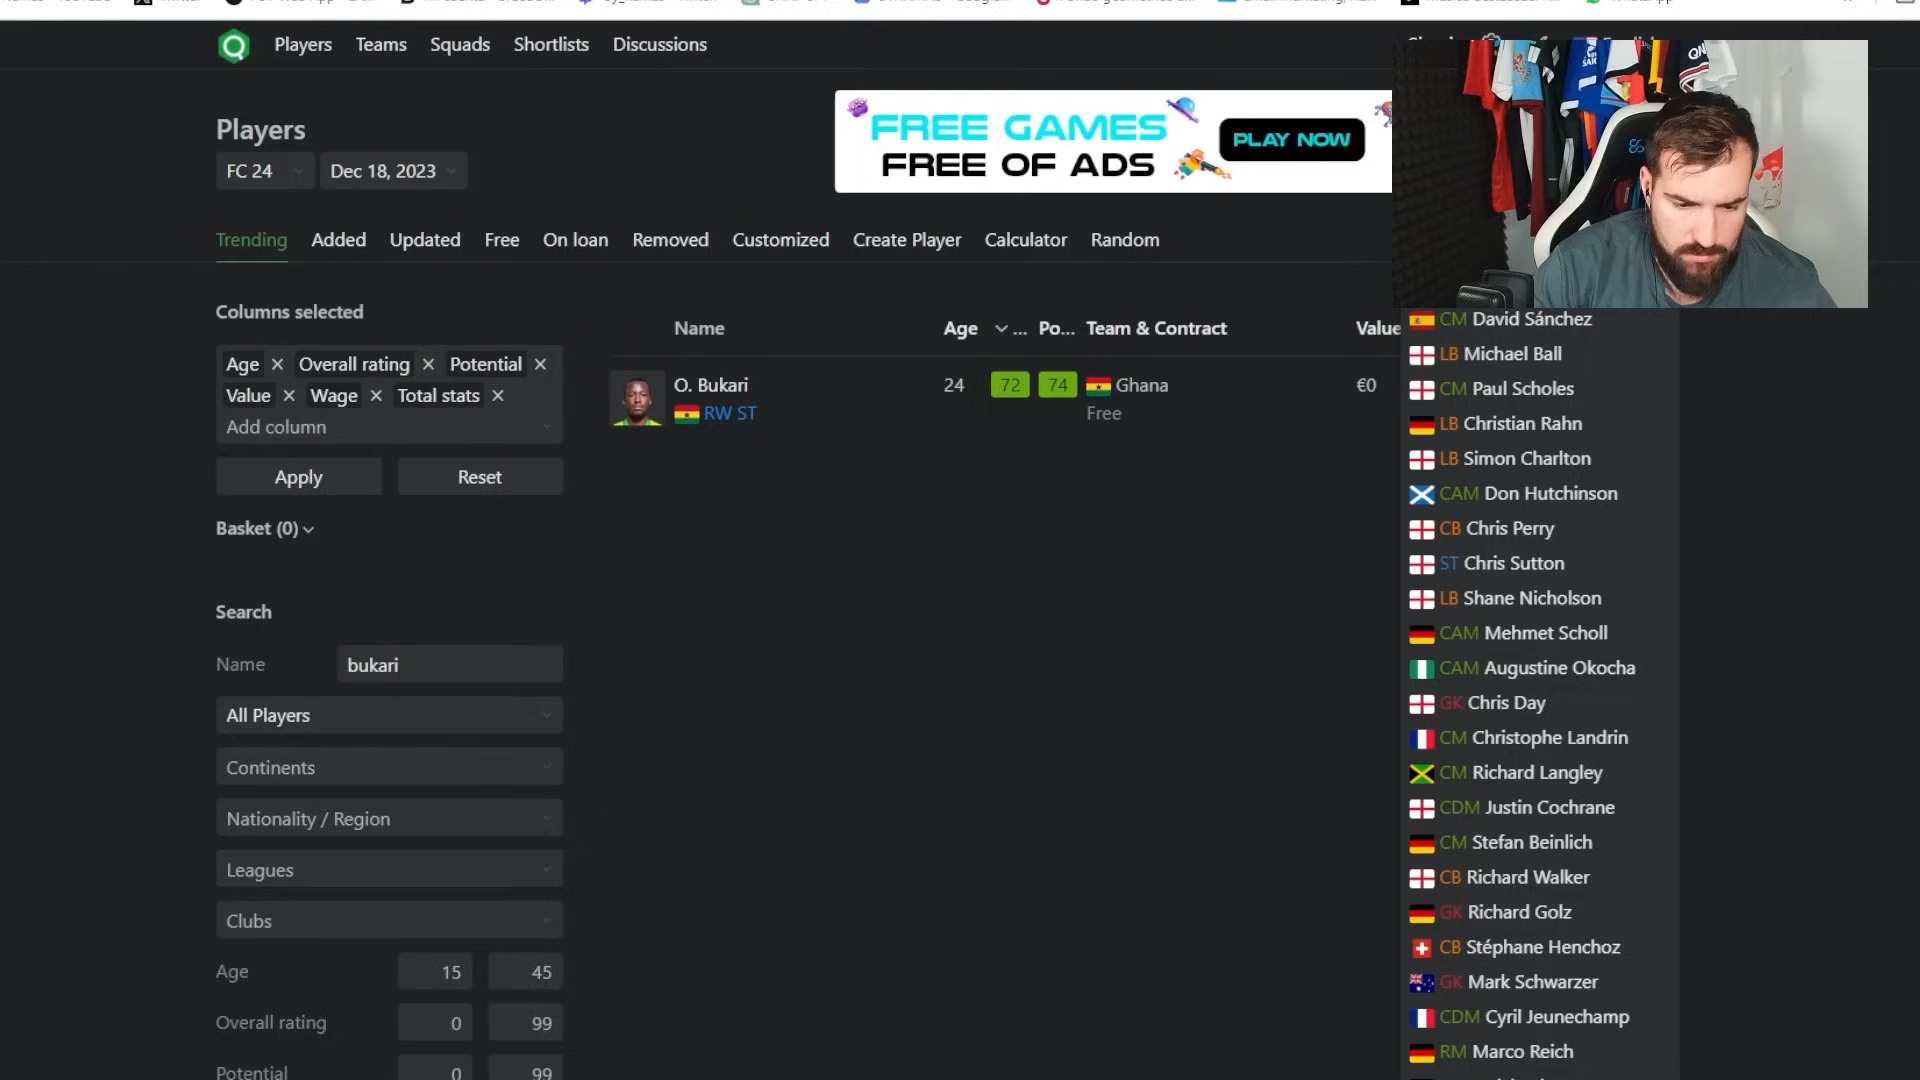 Players Teams Squads Shortlists Discussions
Players
FC 24 Dec 18, 2023
FREE GAMES
FREE OF ADS
PLAY NOW
Trending Added Updated Free On loan Removed Customized Create Player Calculator Random
Columns selected
Age × Overall rating × Potential ×
Value × Wage × Total stats ×
Add column
Apply Reset
Basket (0)
Search
Name bukari
All Players
Continents
Nationality / Region
Leagues
Clubs
Age 15 45
Overall rating 0 99
Potential 0 99
Name Age ... Po... Team & Contract Value
O. Bukari 24 72 74 Ghana €0
RW ST Free
CM David Sánchez
LB Michael Ball
CM Paul Scholes
LB Christian Rahn
LB Simon Charlton
CAM Don Hutchinson
CB Chris Perry
ST Chris Sutton
LB Shane Nicholson
CAM Mehmet Scholl
CAM Augustine Okocha
GK Chris Day
CM Christophe Landrin
CM Richard Langley
CDM Justin Cochrane
CM Stefan Beinlich
CB Richard Walker
GK Richard Golz
CB Stéphane Henchoz
GK Mark Schwarzer
CDM Cyril Jeunechamp
RM Marco Reich